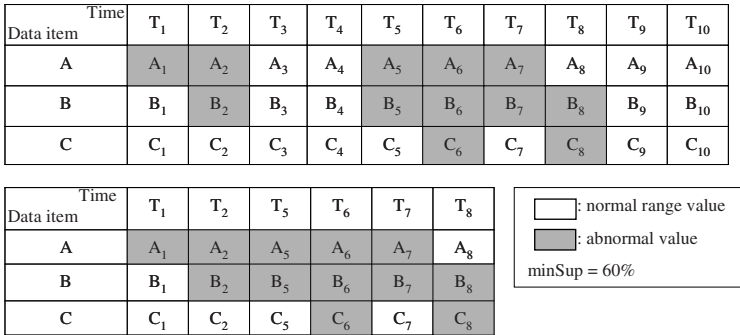 Time
Data item T1 T2 T3 T4 T5 T6 T7 T8 T9 T10
A A1 A2 A3 A4 A5 A6 A7 A8 A9 A10
B B1 B2 B3 B4 B5 B6 B7 B8 B9 B10
C C1 C2 C3 C4 C5 C6 C7 C8 C9 C10
Time
Data item T1 T2 T5 T6 T7 T8
A A1 A2 A5 A6 A7 A8
B B1 B2 B5 B6 B7 B8
C C1 C2 C5 C6 C7 C8
: normal range value
: abnormal value
minSup = 60%